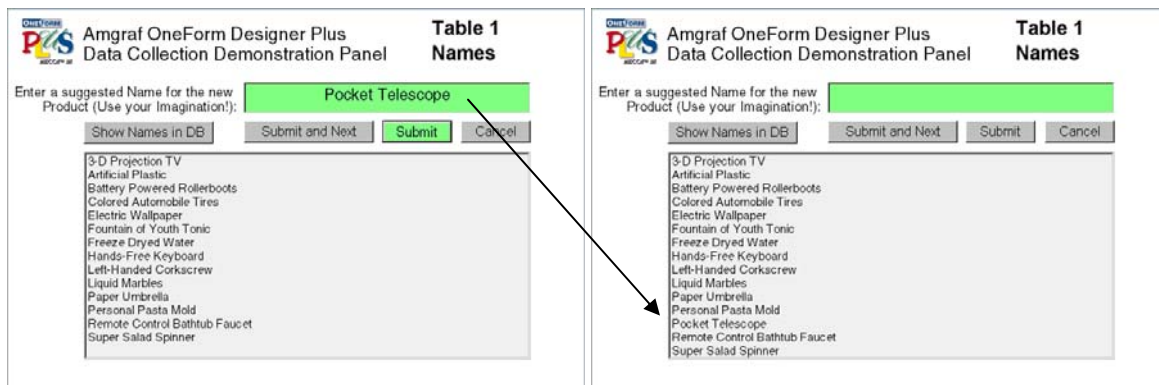 ONEFORM
PLUS
Amgraf OneForm Designer Plus
Data Collection Demonstration Panel
Table 1
Names
Enter a suggested Name for the new
Product (Use your Imagination!):
Pocket Telescope
Show Names in DB
Submit and Next
Submit
Cancel
3-D Projection TV
Artificial Plastic
Battery Powered Rollerboots
Colored Automobile Tires
Electric Wallpaper
Fountain of Youth Tonic
Freeze Dryed Water
Hands-Free Keyboard
Left-Handed Corkscrew
Liquid Marbles
Paper Umbrella
Personal Pasta Mold
Remote Control Bathtub Faucet
Super Salad Spinner
ONEFORM
PLUS
Amgraf OneForm Designer Plus
Data Collection Demonstration Panel
Table 1
Names
Enter a suggested Name for the new
Product (Use your Imagination!):
Show Names in DB
Submit and Next
Submit
Cancel
3-D Projection TV
Artificial Plastic
Battery Powered Rollerboots
Colored Automobile Tires
Electric Wallpaper
Fountain of Youth Tonic
Freeze Dryed Water
Hands-Free Keyboard
Left-Handed Corkscrew
Liquid Marbles
Paper Umbrella
Personal Pasta Mold
Pocket Telescope
Remote Control Bathtub Faucet
Super Salad Spinner